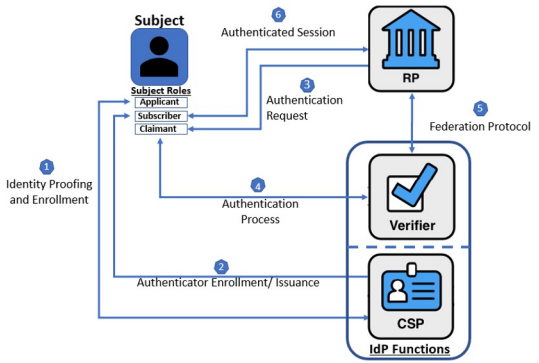 Subject
Subject Roles
Applicant
Subscriber
Claimant
6
Authenticated Session
3
Authentication
Request
RP
5
Federation Protocol
1
Identity Proofing
and Enrollment
4
Authentication
Process
Verifier
2
Authenticator Enrollment/ Issuance
CSP
IdP Functions